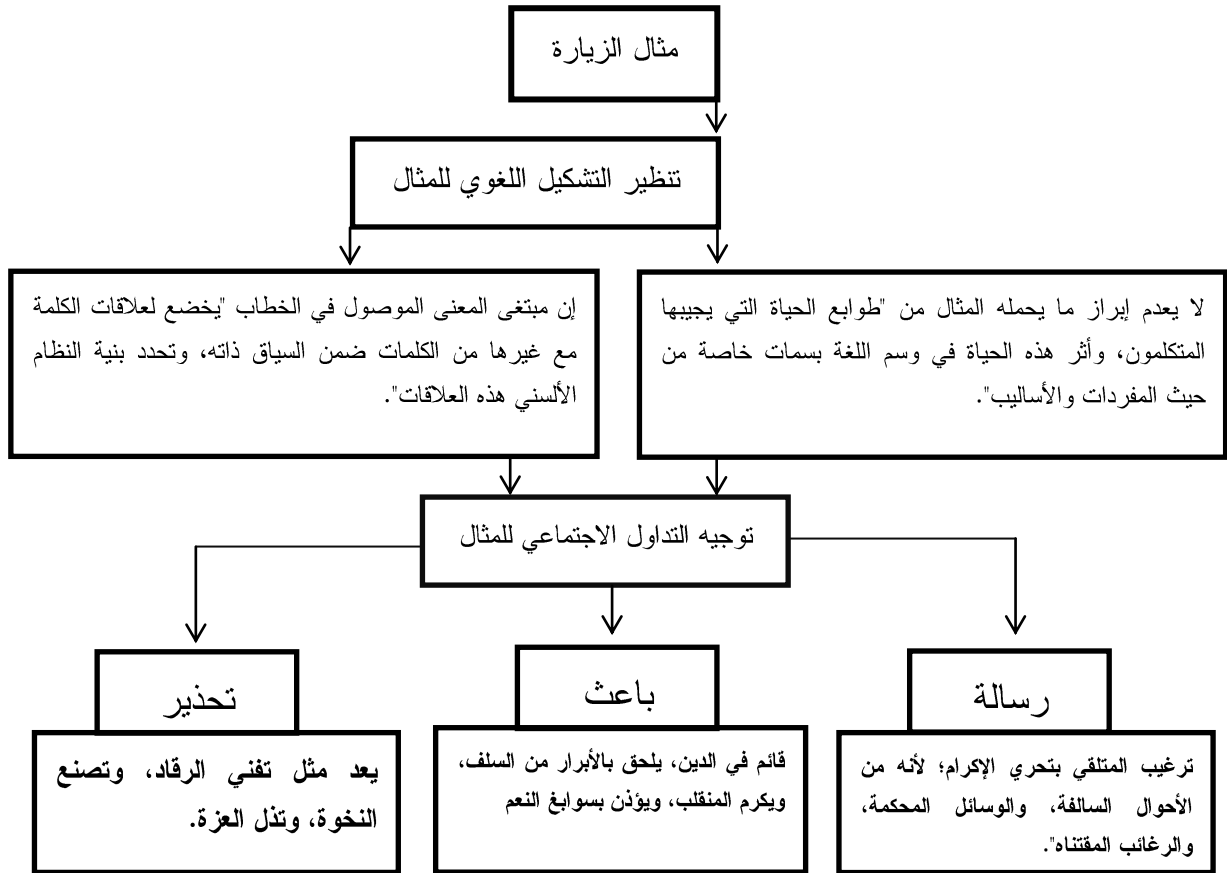 مثال الزيارة
تنظير التشكيل اللغوي للمثال
لا يعدم إبراز ما يحمله المثال من "طوابع الحياة التي يجيبها
المتكلمون، وأثر هذه الحياة في وسم اللغة بسمات خاصة من
حيث المفردات والأساليب".
إن مبتغى المعنى الموصول في الخطاب "يخضع لعلاقات الكلمة
مع غيرها من الكلمات ضمن السياق ذاته، وتحدد بنية النظام
الألسني هذه العلاقات".
توجيه التداول الاجتماعي للمثال
رسالة
ترغيب المتلقي بتحري الإكرام؛ لأنه من
الأحوال السالفة، والوسائل المحكمة،
والرغائب المقتناه".
باعث
قائم في الدين، يلحق بالأبرار من السلف،
ويكرم المنقلب، ويؤذن بسوابغ النعم
تحذير
يعد مثل تفني الرقاد، وتصنع
النخوة، وتذل العزة.